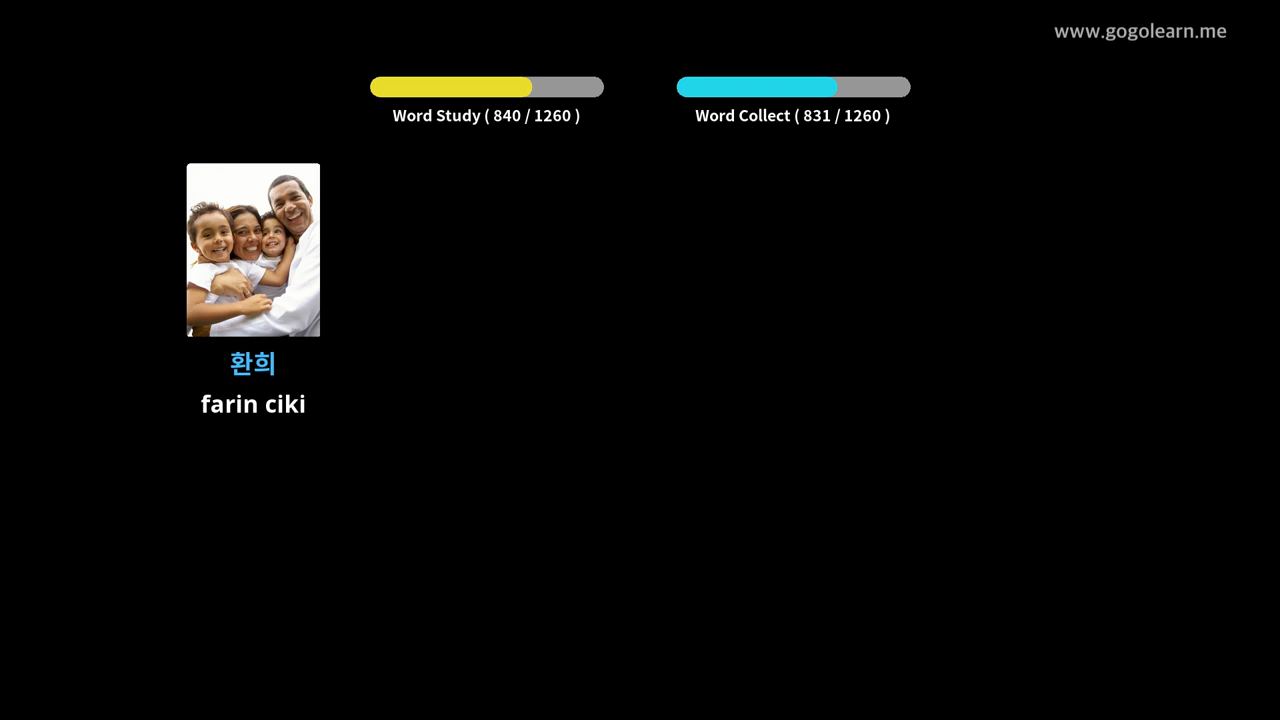 www.gogolearn.me
Word Study ( 840 / 1260 )
Word Collect ( 831 / 1260 )
환희
farin ciki